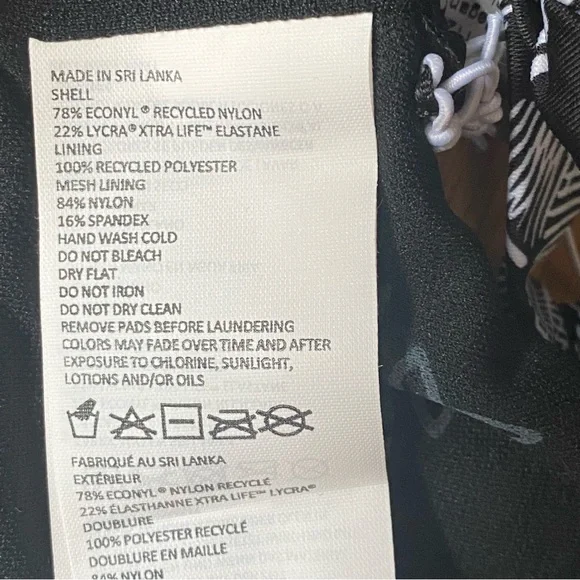 MADE IN SRI LANKA
SHELL
78% ECONYL® RECYCLED NYLON
22% LYCRA® XTRA LIFE™ ELASTANE
LINING
100% RECYCLED POLYESTER
MESH LINING
84% NYLON
16% SPANDEX
HAND WASH COLD
DO NOT BLEACH
DRY FLAT
DO NOT IRON
DO NOT DRY CLEAN
REMOVE PADS BEFORE LAUNDERING
COLORS MAY FADE OVER TIME AND AFTER
EXPOSURE TO CHLORINE, SUNLIGHT,
LOTIONS AND/OR OILS
FABRIQUÉ AU SRI LANKA
EXTÉRIEUR
78% ECONYL® NYLON RECYCLÉ
22% ÉLASTHANNE XTRA LIFE™ LYCRA®
DOUBLURE
100% POLYESTER RECYCLÉ
DOUBLURE EN MAILLE
84% NYLON